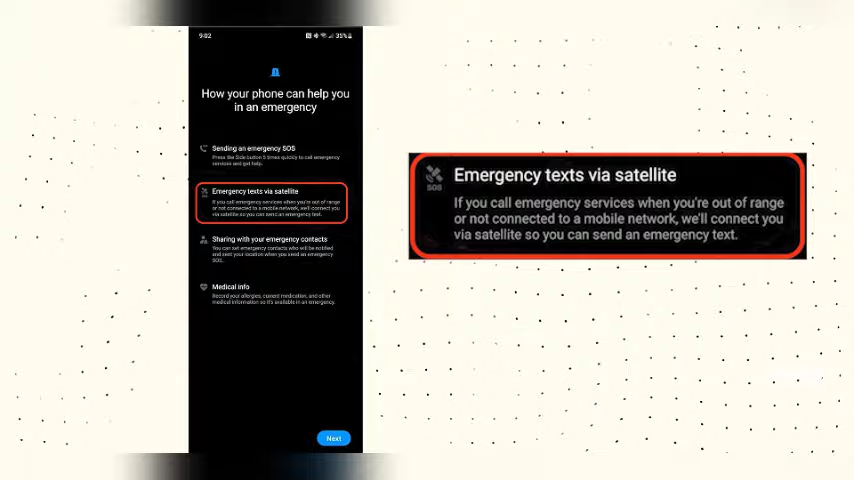 9:02
35%
How your phone can help you
in an emergency
Sending an emergency SOS
Press the Side button 5 times quickly to call emergency
services and get help.
Emergency texts via satellite
If you call emergency services when you're out of range
or not connected to a mobile network, we'll connect you
via satellite so you can send an emergency text.
Sharing with your emergency contacts
You can set emergency contacts who will be notified
and sent your location when you send an emergency
SOS.
Medical info
Record your allergies, current medication, and other
medical information so it's available in an emergency.
Next
SOS
Emergency texts via satellite
If you call emergency services when you're out of range
or not connected to a mobile network, we'll connect you
via satellite so you can send an emergency text.